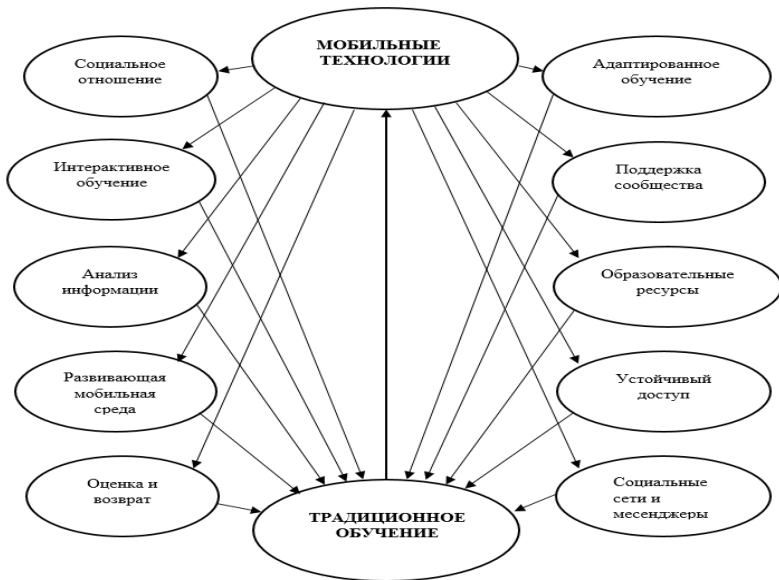 МОБИЛЬНЫЕ
ТЕХНОЛОГИИ
Социальное
отношение
Адаптированное
обучение
Интерактивное
обучение
Поддержка
сообщества
Анализ
информации
Образовательные
ресурсы
Развивающая
мобильная
среда
Устойчивый
доступ
Оценка и
возврат
Социальные
сети и
месенджеры
ТРАДИЦИОННОЕ
ОБУЧЕНИЕ